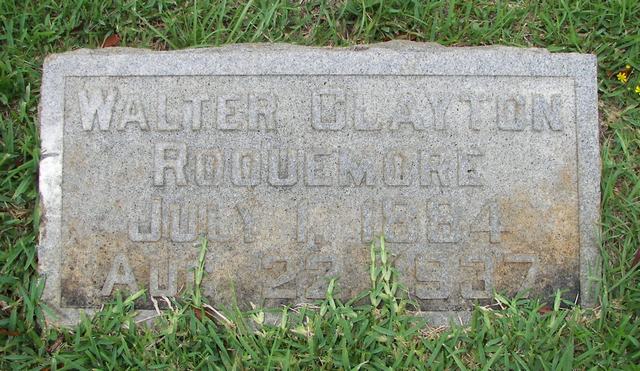 WALTER CLAYTON
ROQUEMORE
JULY 1, 1884
AUG 22, 1937